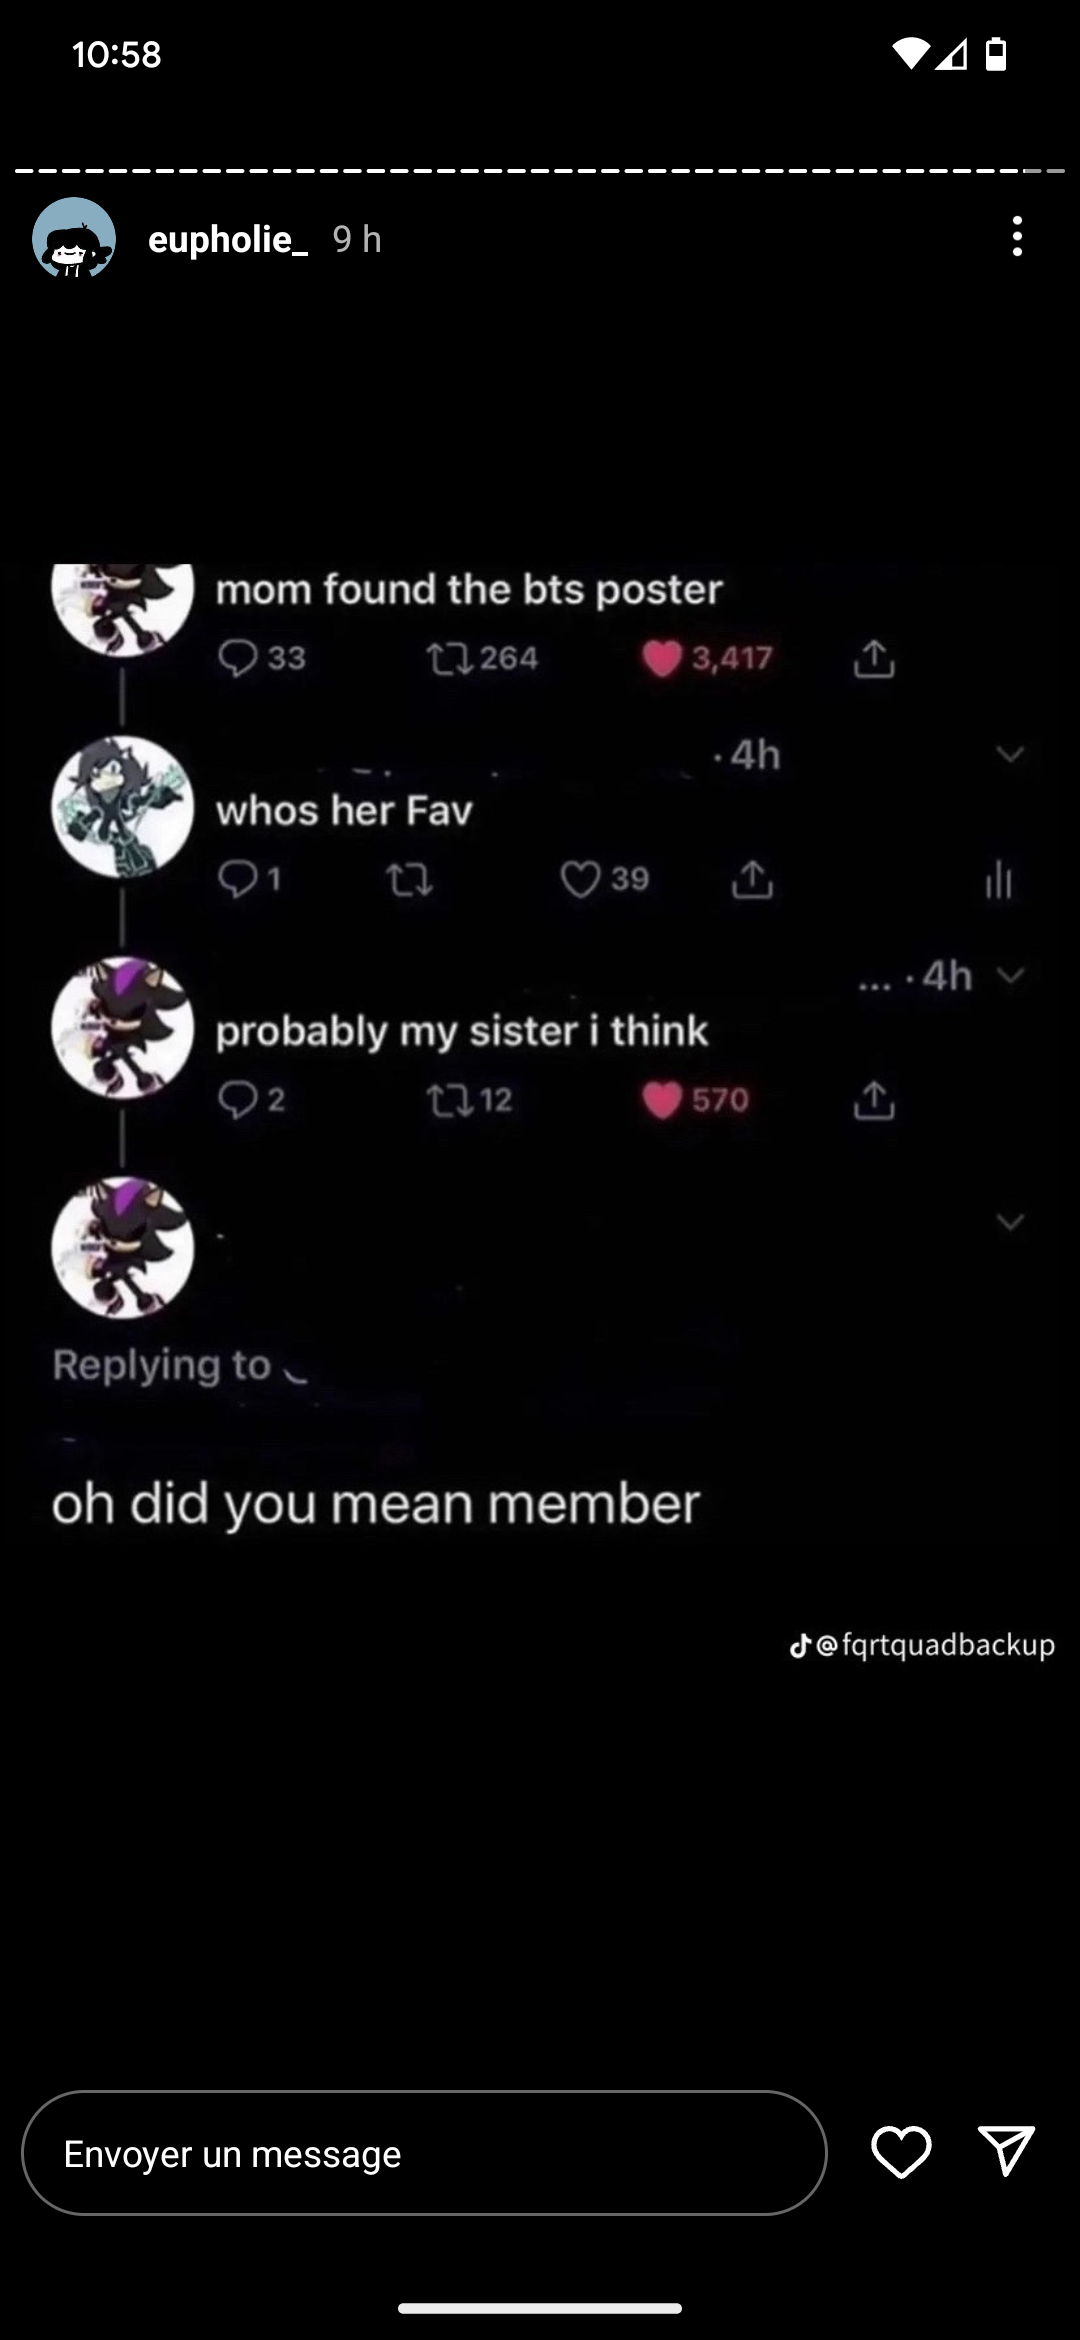 10:58
eupholie_ 9 h
mom found the bts poster
33 264 3,417
· 4h
whos her Fav
1 39
... · 4h
probably my sister i think
2 12 570
Replying to
oh did you mean member
@fqrtquadbackup
Envoyer un message